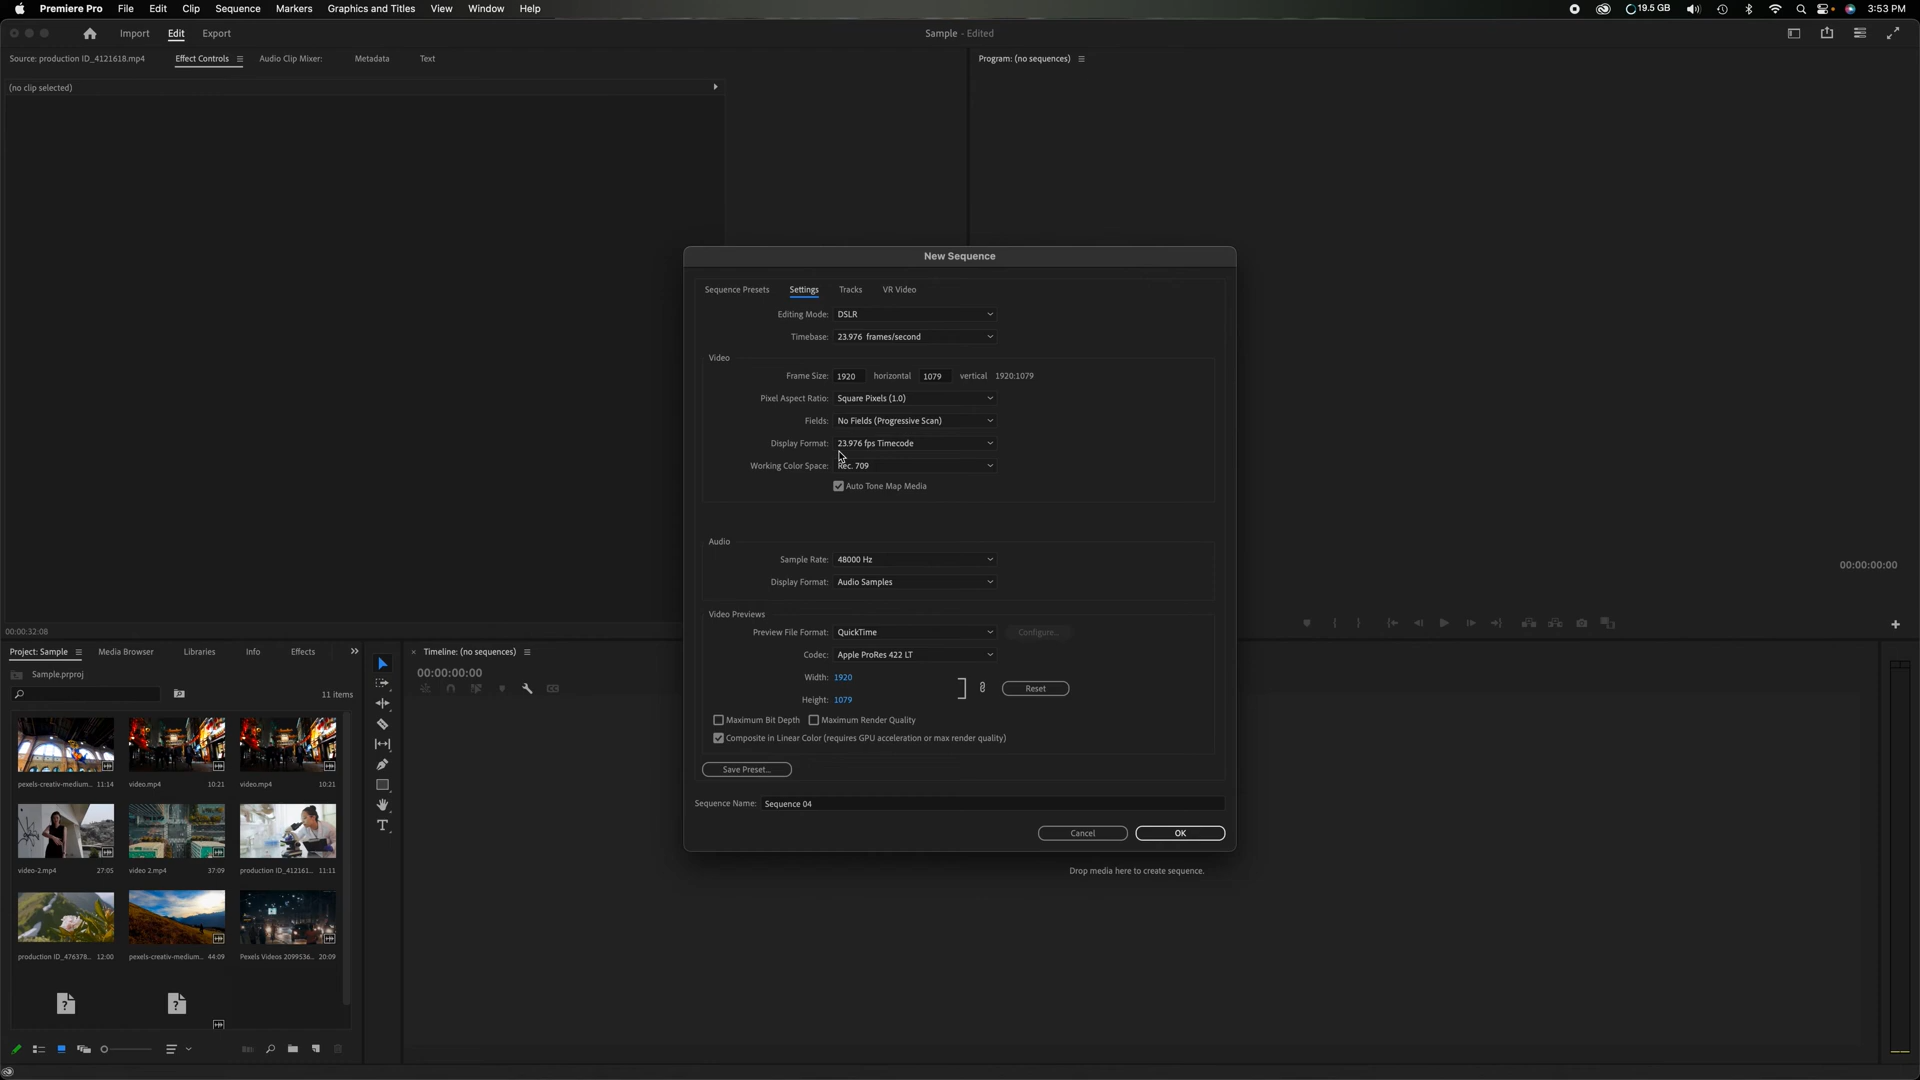 Premiere Pro File Edit Clip Sequence Markers Graphics and Titles View Window Help 19.5 GB 3:53 PM
Import Edit Export Sample - Edited
Source: production ID_4121618.mp4 Effect Controls Audio Clip Mixer: Metadata Text Program: (no sequences)
(no clip selected)
New Sequence
Sequence Presets Settings Tracks VR Video
Editing Mode: DSLR
Timebase: 23.976 frames/second
Video
Frame Size: 1920 horizontal 1079 vertical 1920:1079
Pixel Aspect Ratio: Square Pixels (1.0)
Fields: No Fields (Progressive Scan)
Display Format: 23.976 fps Timecode
Working Color Space: Rec. 709
Auto Tone Map Media
Audio
Sample Rate: 48000 Hz
Display Format: Audio Samples
00:00:00:00
Video Previews
Preview File Format: QuickTime Configure...
Codec: Apple ProRes 422 LT
Width: 1920
Height: 1079
Reset
Maximum Bit Depth Maximum Render Quality
Composite in Linear Color (requires GPU acceleration or max render quality)
Save Preset...
Sequence Name: Sequence 04
Cancel OK
00:00:32:08
Project: Sample Media Browser Libraries Info Effects
Sample.prproj
11 items
pexels-creativ-medium... 11:14 video.mp4 10:21 video.mp4 10:21
video-2.mp4 27:05 video 2.mp4 37:09 production ID_412161... 11:11
production ID_476378... 12:00 pexels-creativ-medium... 44:09 Pexels Videos 2099536... 20:09
Timeline: (no sequences)
00:00:00:00
Drop media here to create sequence.